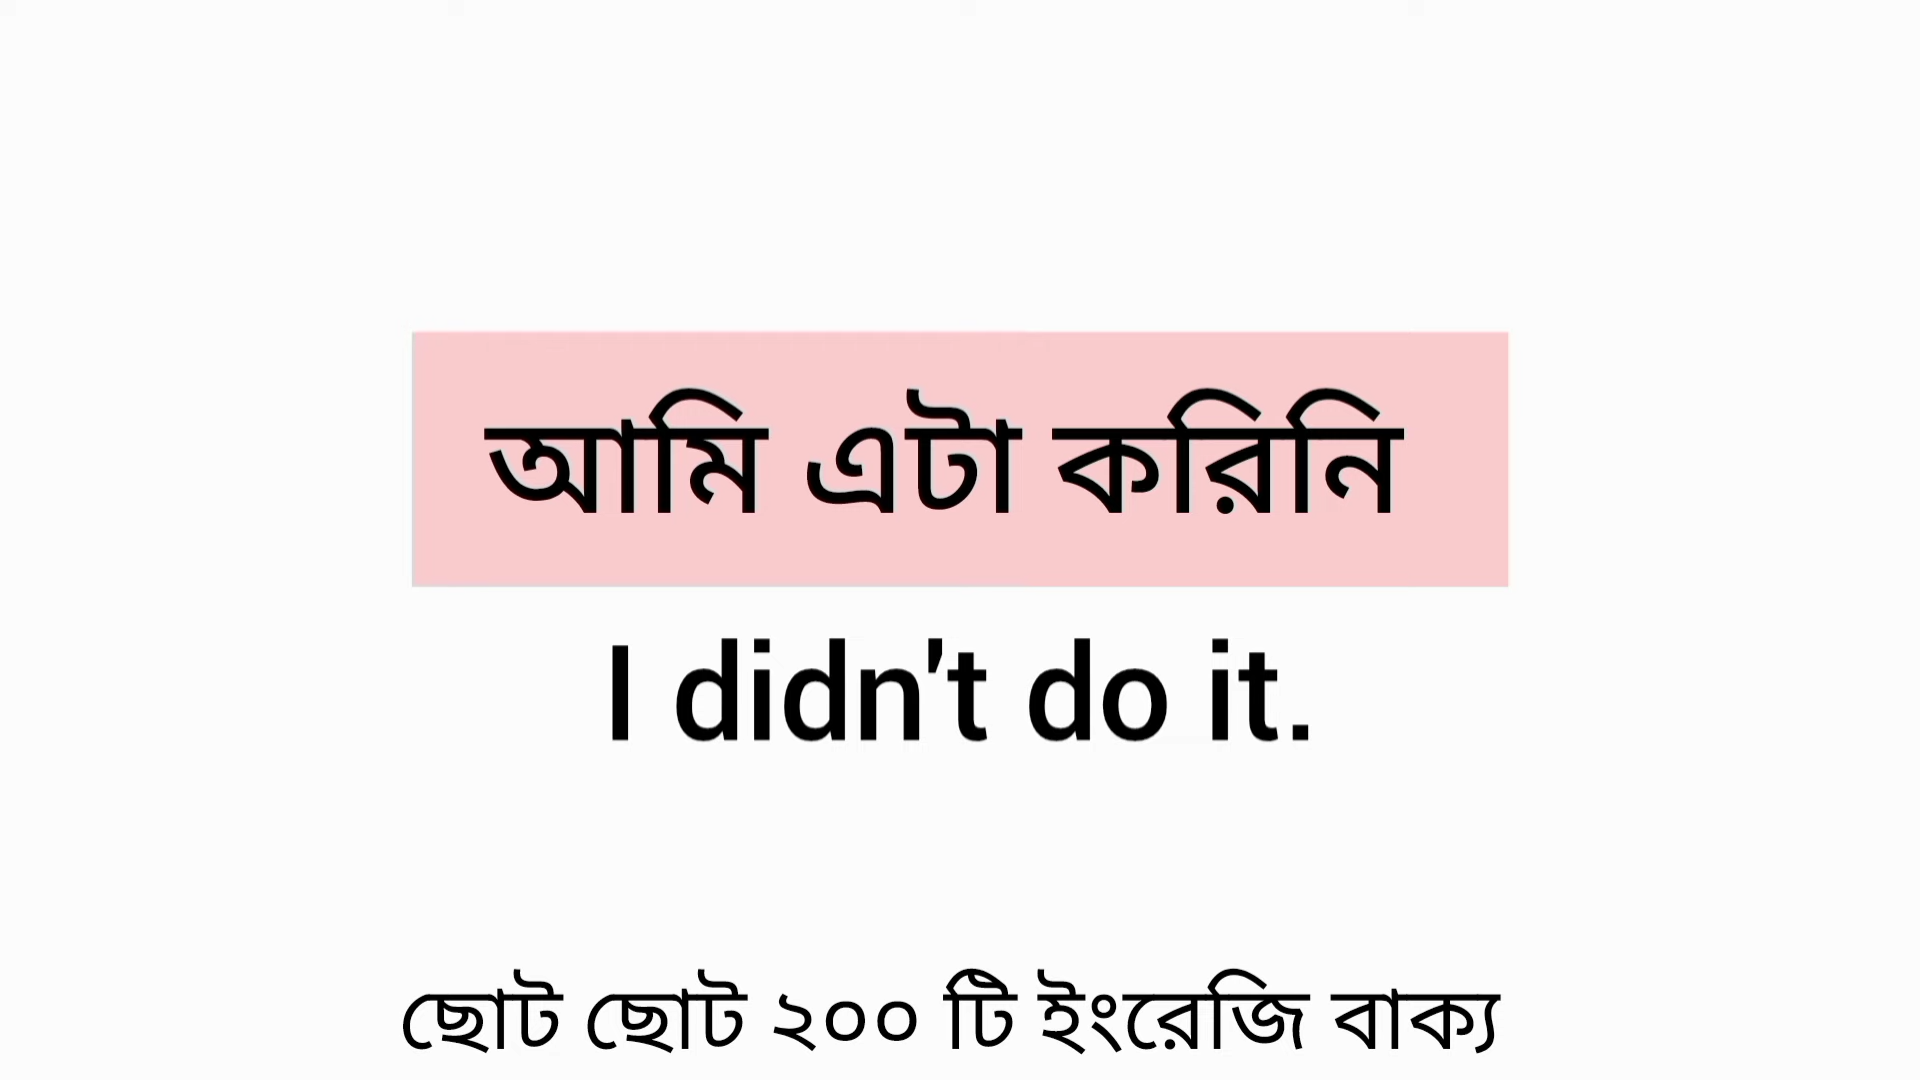 আমি এটা করিনি
I didn't do it.
ছোট ছোট ২০০ টি ইংরেজি বাক্য